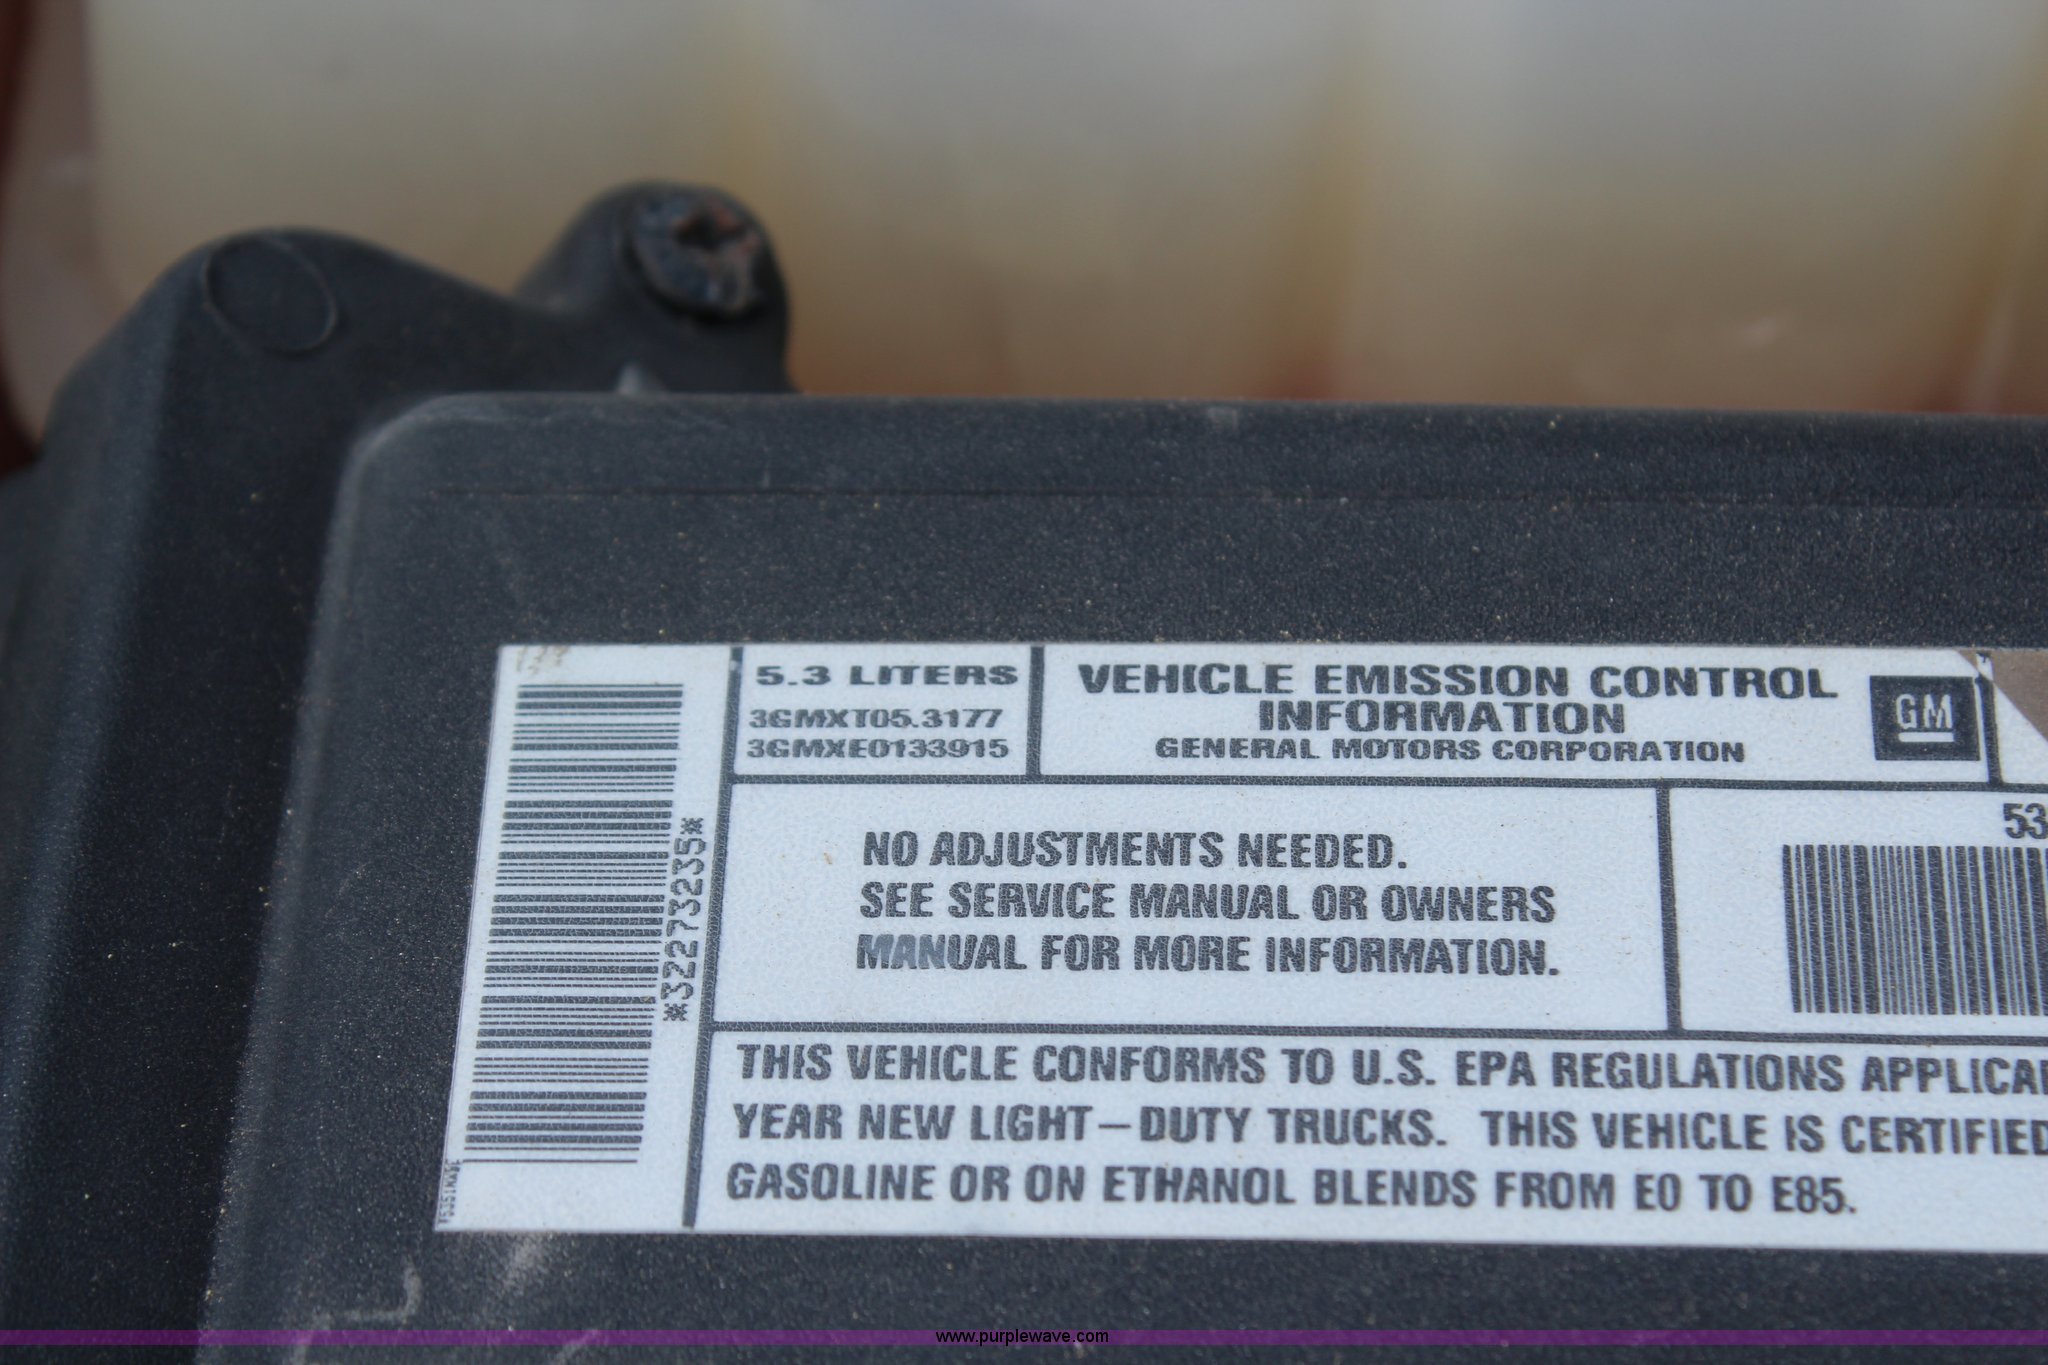 5.3 LITERS
3GMXT05.3177
3GMXE0133915
VEHICLE EMISSION CONTROL
INFORMATION
GENERAL MOTORS CORPORATION
GM
*32273235*
NO ADJUSTMENTS NEEDED.
SEE SERVICE MANUAL OR OWNERS
MANUAL FOR MORE INFORMATION.
53
THIS VEHICLE CONFORMS TO U.S. EPA REGULATIONS APPLICA
YEAR NEW LIGHT-DUTY TRUCKS. THIS VEHICLE IS CERTIFIED
GASOLINE OR ON ETHANOL BLENDS FROM E0 TO E85.
www.purplewave.com